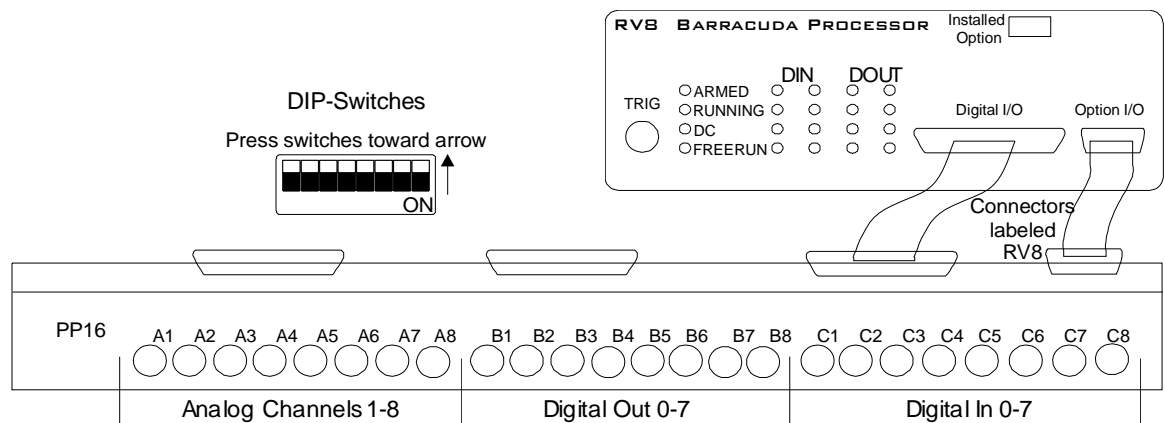 RV8 BARRACUDA PROCESSOR
Installed
Option
DIN DOUT
TRIG
ARMED
RUNNING
DC
FREERUN
Digital I/O
Option I/O
DIP-Switches
Press switches toward arrow
ON
Connectors
labeled
RV8
PP16
A1 A2 A3 A4 A5 A6 A7 A8 B1 B2 B3 B4 B5 B6 B7 B8 C1 C2 C3 C4 C5 C6 C7 C8
Analog Channels 1-8 Digital Out 0-7 Digital In 0-7